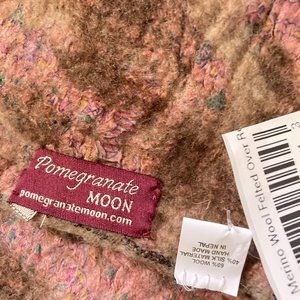 Pomegranate
MOON
pomegranatemoon.com
60% WOOL
40% SILK MATERIAL
HAND MADE
IN NEPAL
Merino Wool Felted Over R